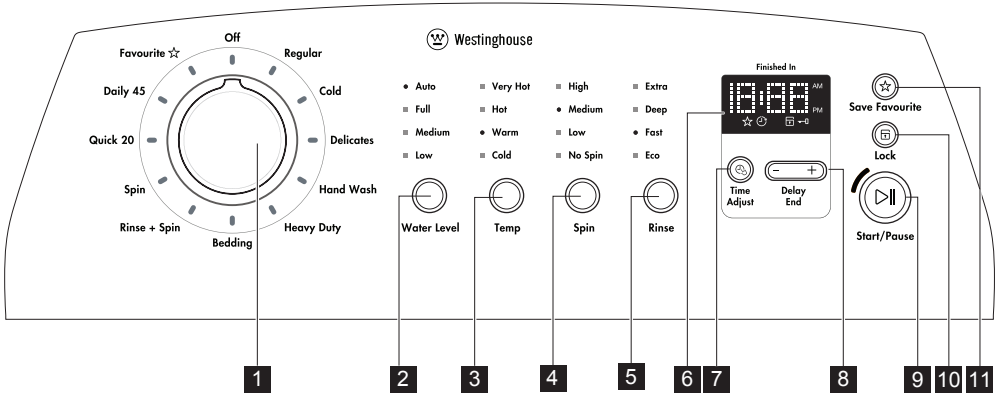 Westinghouse
Off
Favourite
Regular
Daily 45
Cold
Quick 20
Delicates
Spin
Hand Wash
Rinse + Spin
Heavy Duty
Bedding
Auto
Full
Medium
Low
Water Level
Very Hot
Hot
Warm
Cold
Temp
High
Medium
Low
No Spin
Spin
Extra
Deep
Fast
Eco
Rinse
Finished In
18:88
AM
PM
Time
Adjust
- +
Delay
End
Save Favourite
Lock
Start/Pause
1
2
3
4
5
6
7
8
9
10
11